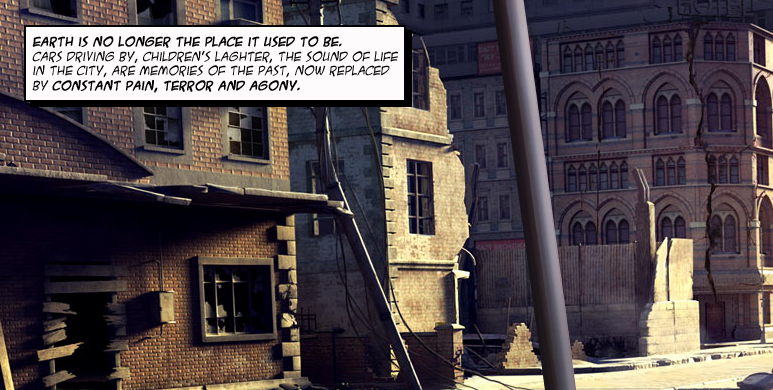 EARTH IS NO LONGER THE PLACE IT USED TO BE.
CARS DRIVING BY, CHILDREN'S LAGHTER, THE SOUND OF LIFE
IN THE CITY, ARE MEMORIES OF THE PAST, NOW REPLACED
BY CONSTANT PAIN, TERROR AND AGONY.